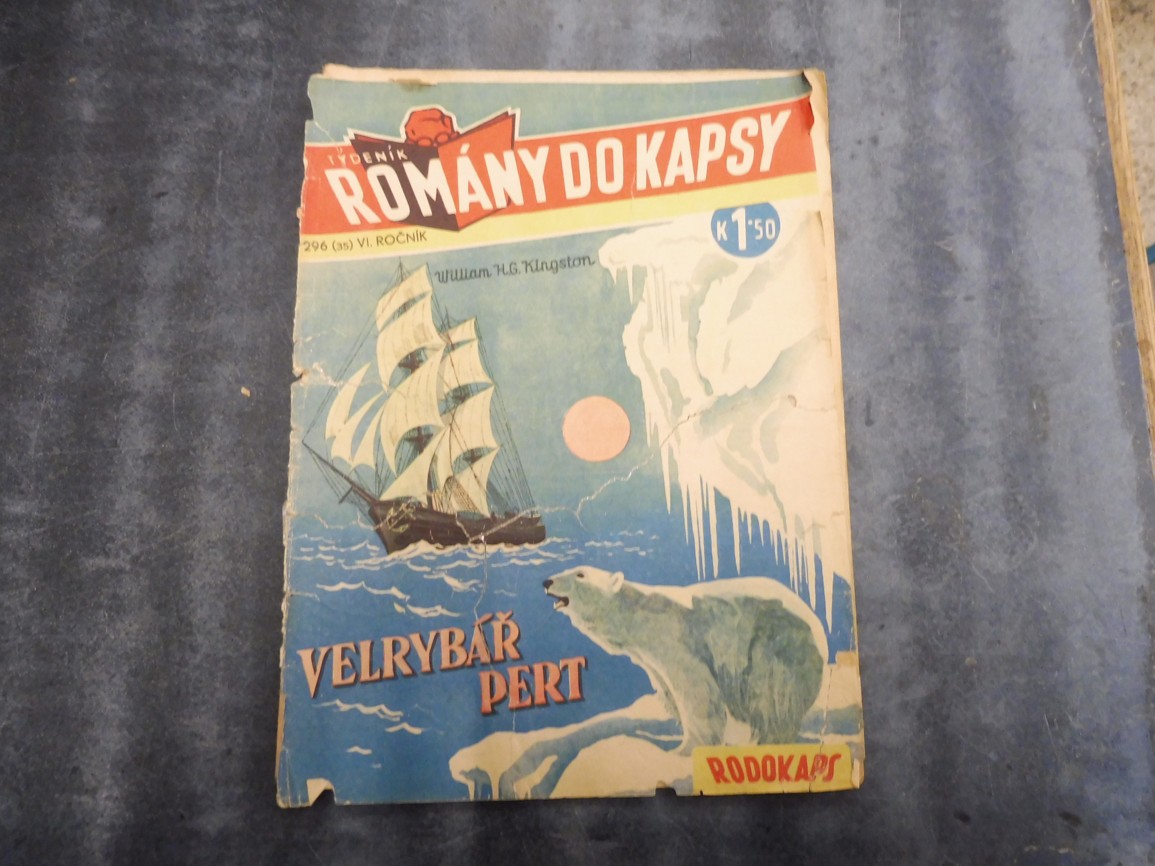 TÝDENÍK
ROMÁNY DO KAPSY
296 (35) VI. ROČNÍK
K 1·50
William H.G. Kingston
VELRYBÁŘ
PERT
RODOKAPS